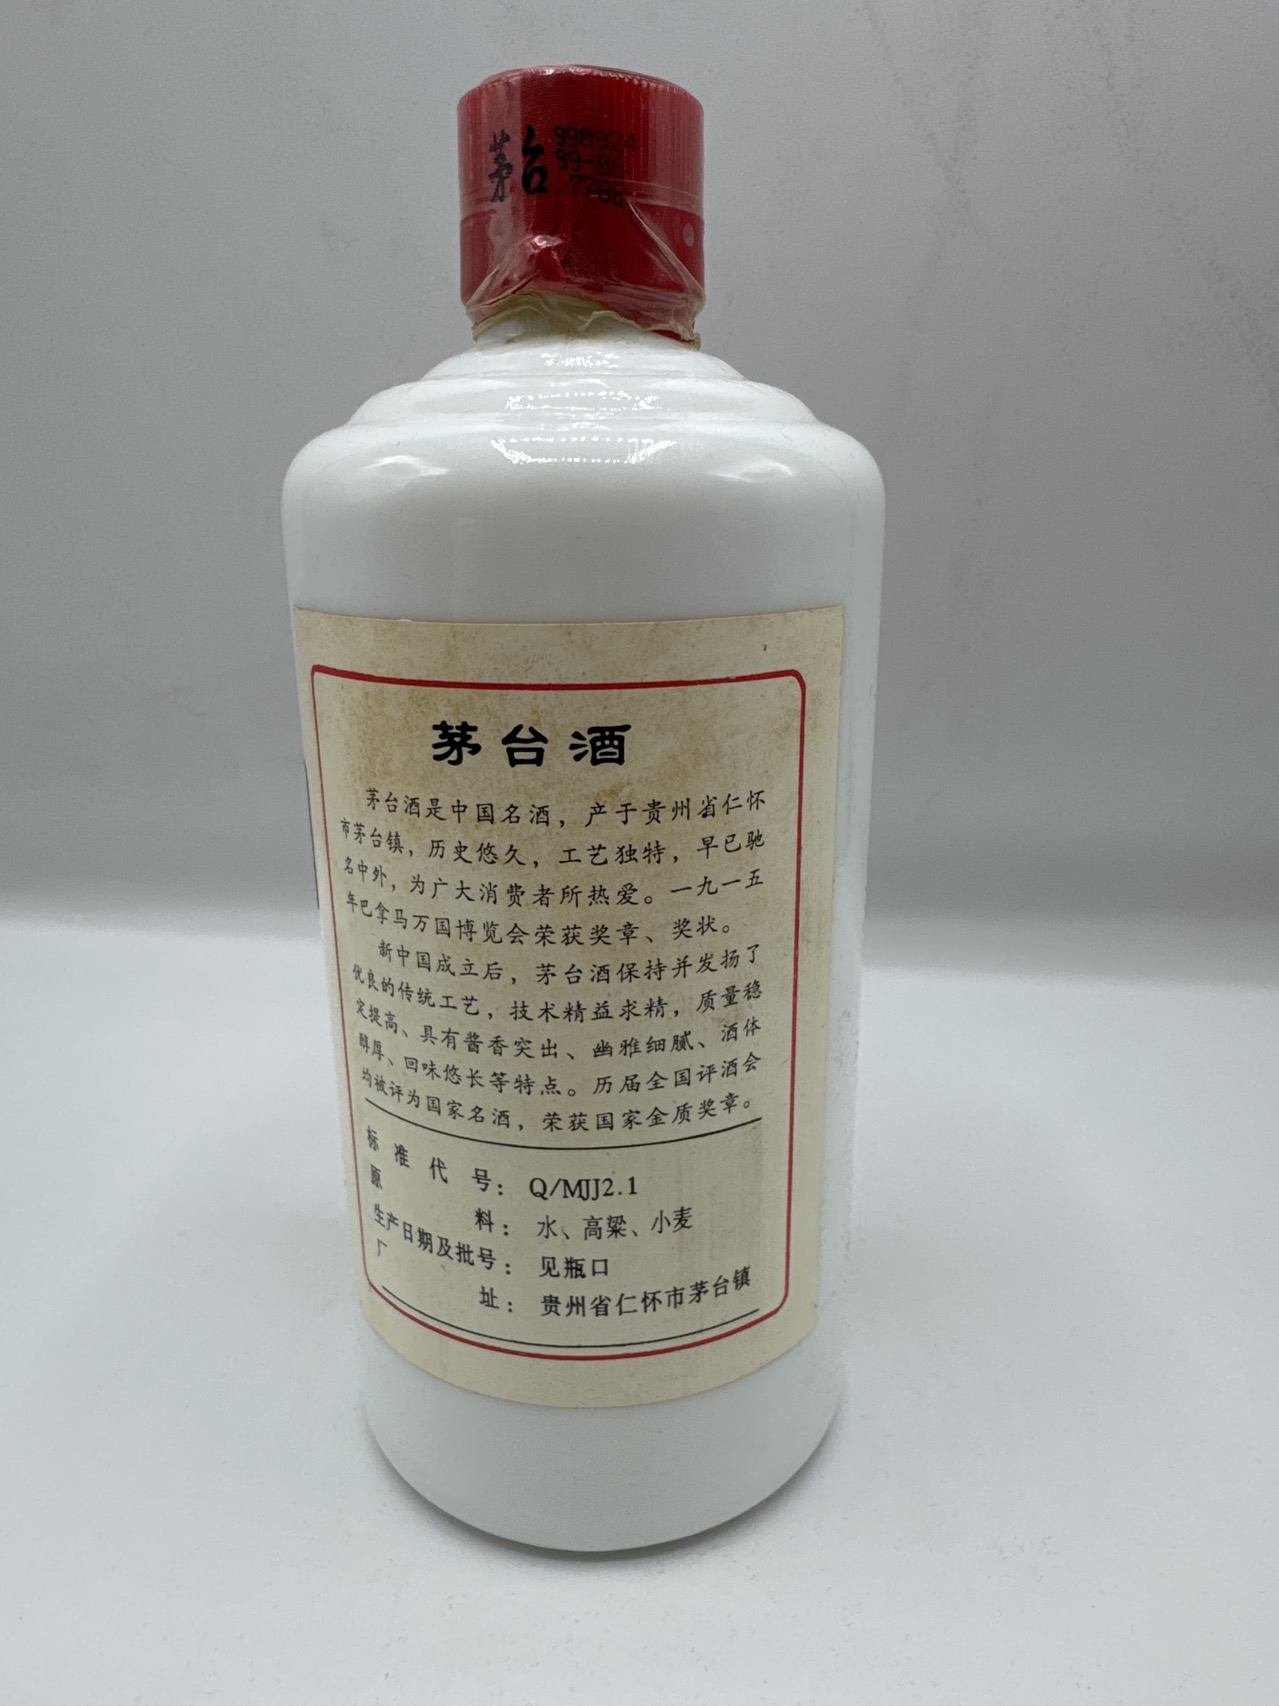 茅台
990924
99-06
7286
茅台酒
茅台酒是中国名酒，产于贵州省仁怀
市茅台镇，历史悠久，工艺独特，早已驰
名中外，为广大消费者所热爱。一九一五
年巴拿马万国博览会荣获奖章、奖状。
新中国成立后，茅台酒保持并发扬了
优良的传统工艺，技术精益求精，质量稳
定提高、具有酱香突出、幽雅细腻、酒体
醇厚、回味悠长等特点。历届全国评酒会
均被评为国家名酒，荣获国家金质奖章。
标准代号：Q/MJJ2.1
原料：水、高粱、小麦
生产日期及批号：见瓶口
厂址：贵州省仁怀市茅台镇